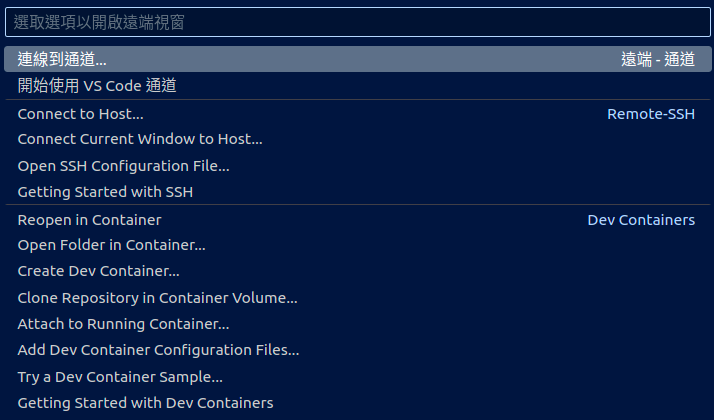 選取選項以開啟遠端視窗
連線到通道... 遠端 - 通道
開始使用 VS Code 通道
Connect to Host... Remote-SSH
Connect Current Window to Host...
Open SSH Configuration File...
Getting Started with SSH
Reopen in Container Dev Containers
Open Folder in Container...
Create Dev Container...
Clone Repository in Container Volume...
Attach to Running Container...
Add Dev Container Configuration Files...
Try a Dev Container Sample...
Getting Started with Dev Containers